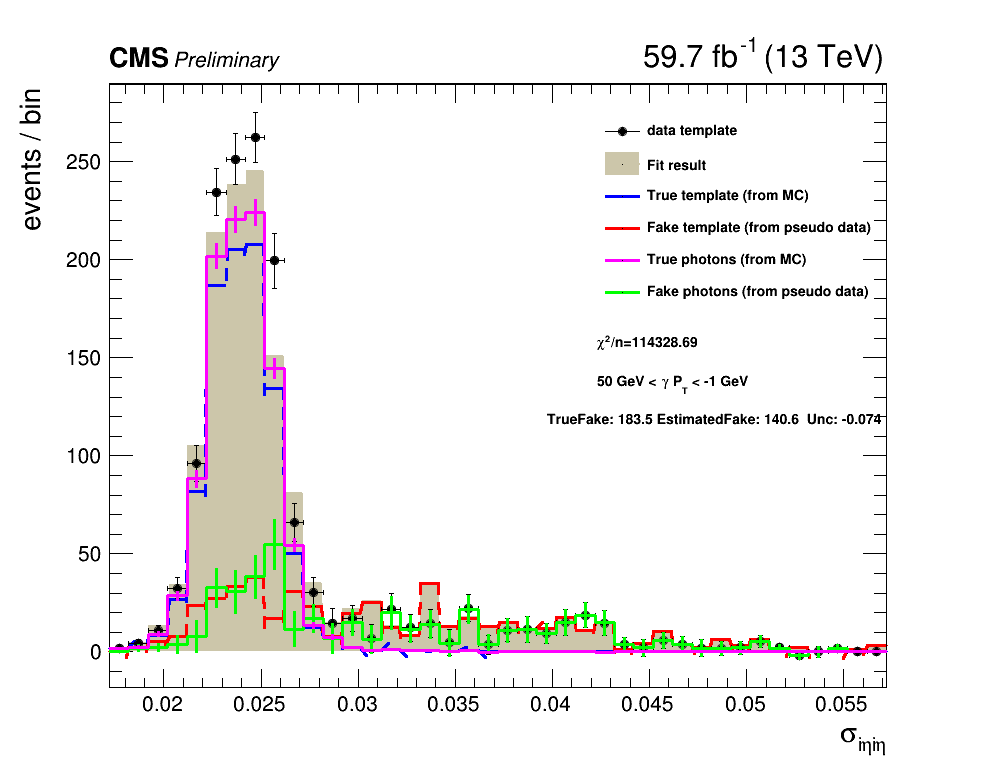 CMS Preliminary 59.7 fb⁻¹ (13 TeV)
events / bin
250
200
150
100
50
0
data template
Fit result
True template (from MC)
Fake template (from pseudo data)
True photons (from MC)
Fake photons (from pseudo data)
χ²/n=114328.69
50 GeV < γ P_T < -1 GeV
TrueFake: 183.5 EstimatedFake: 140.6 Unc: -0.074
0.02 0.025 0.03 0.035 0.04 0.045 0.05 0.055
σ_iηiη